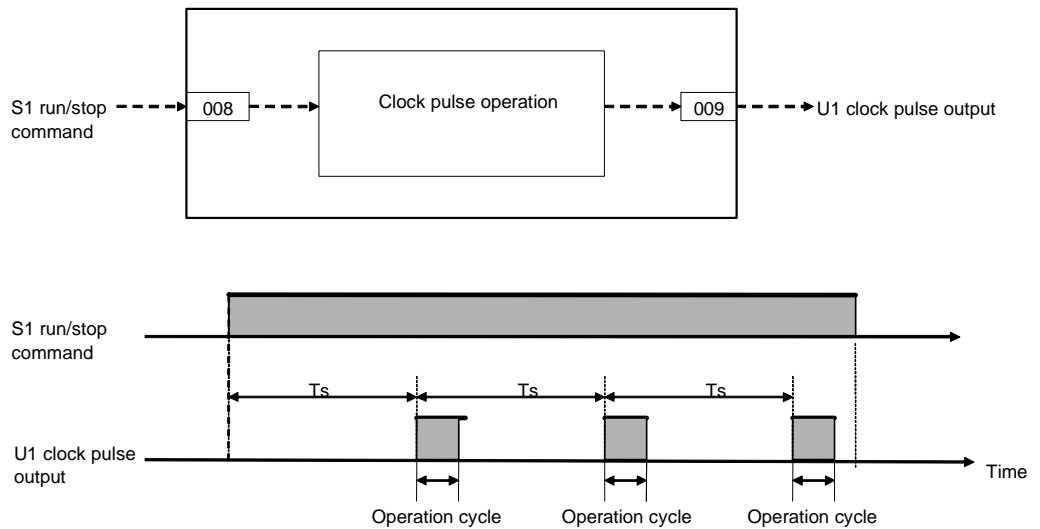 S1 run/stop
command
008
Clock pulse operation
009
U1 clock pulse output
S1 run/stop
command
Ts
Ts
Ts
U1 clock pulse
output
Time
Operation cycle
Operation cycle
Operation cycle